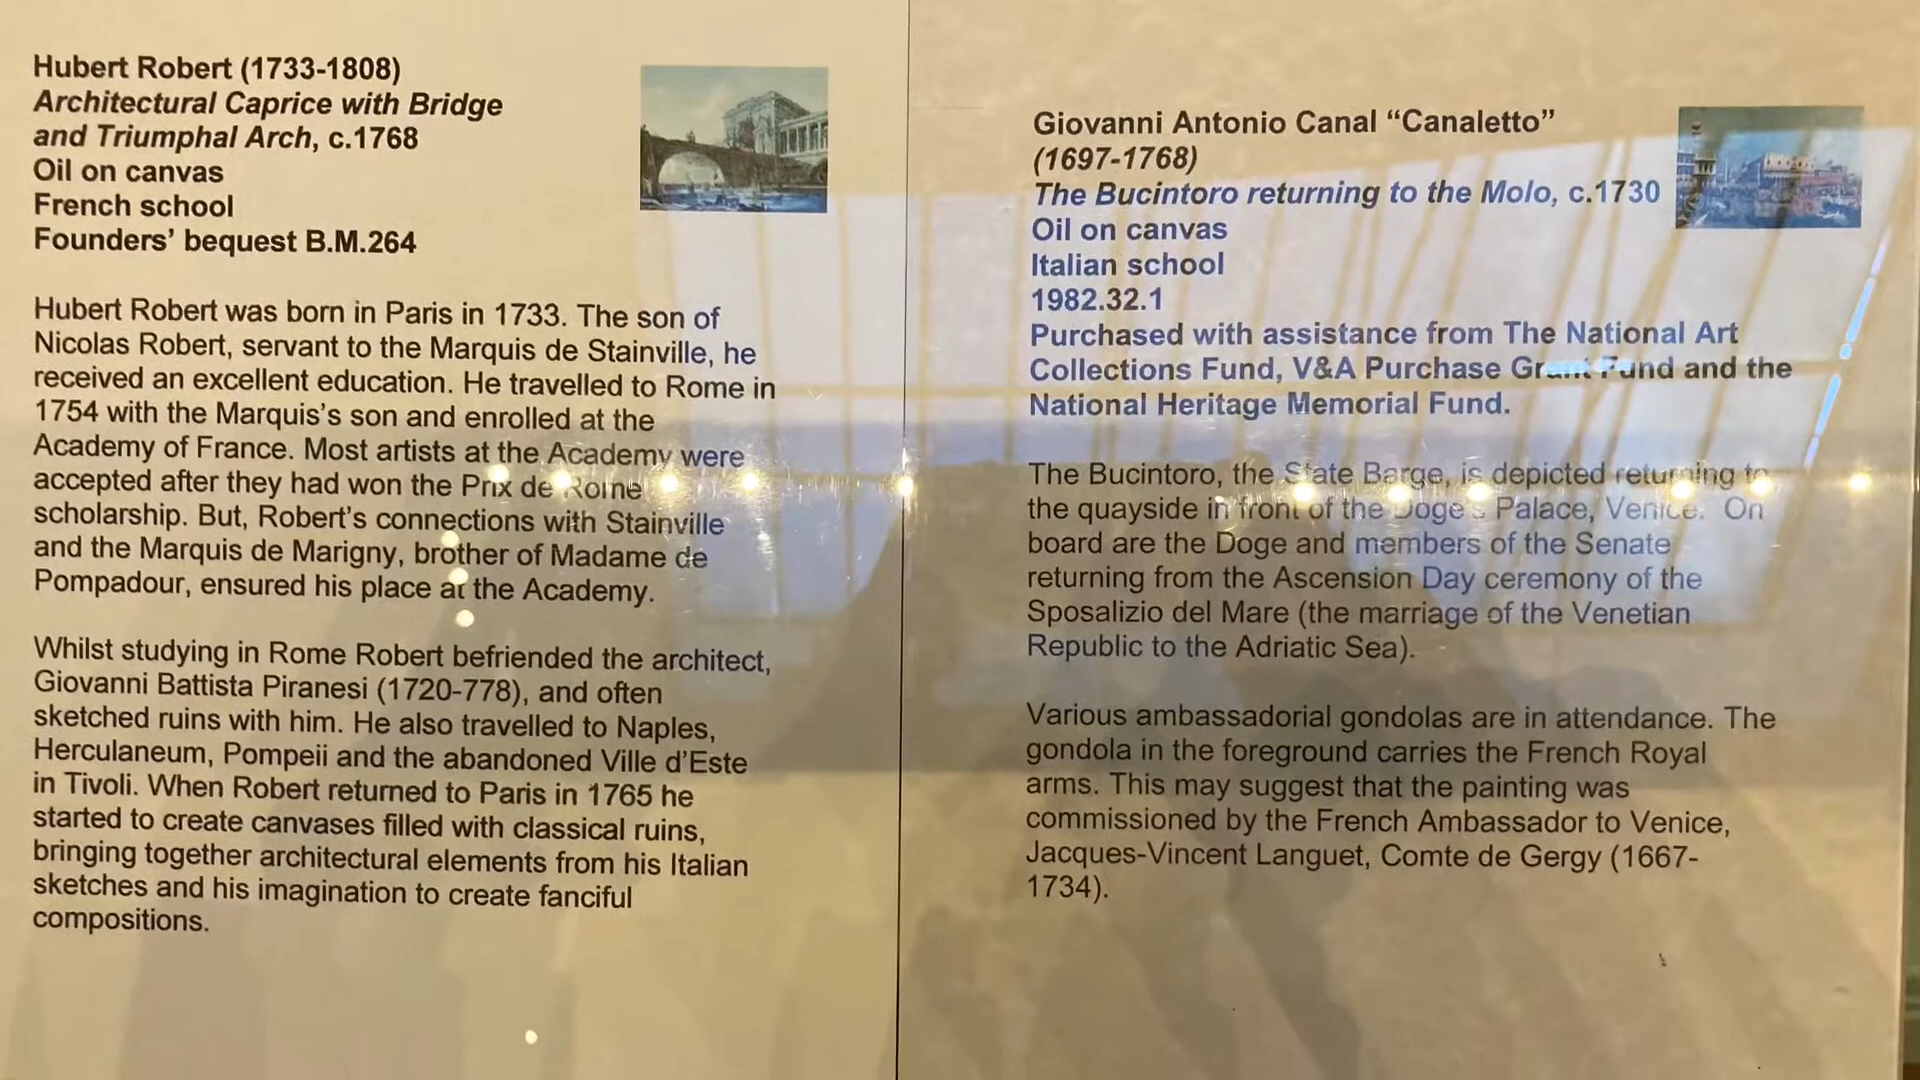 Hubert Robert (1733-1808)
Architectural Caprice with Bridge
and Triumphal Arch, c.1768
Oil on canvas
French school
Founders’ bequest B.M.264
Hubert Robert was born in Paris in 1733. The son of
Nicolas Robert, servant to the Marquis de Stainville, he
received an excellent education. He travelled to Rome in
1754 with the Marquis’s son and enrolled at the
Academy of France. Most artists at the Academy were
accepted after they had won the Prix de Rome
scholarship. But, Robert’s connections with Stainville
and the Marquis de Marigny, brother of Madame de
Pompadour, ensured his place at the Academy.
Whilst studying in Rome Robert befriended the architect,
Giovanni Battista Piranesi (1720-778), and often
sketched ruins with him. He also travelled to Naples,
Herculaneum, Pompeii and the abandoned Ville d’Este
in Tivoli. When Robert returned to Paris in 1765 he
started to create canvases filled with classical ruins,
bringing together architectural elements from his Italian
sketches and his imagination to create fanciful
compositions.
Giovanni Antonio Canal “Canaletto”
(1697-1768)
The Bucintoro returning to the Molo, c.1730
Oil on canvas
Italian school
1982.32.1
Purchased with assistance from The National Art
Collections Fund, V&A Purchase Grant Fund and the
National Heritage Memorial Fund.
The Bucintoro, the State Barge, is depicted returning to
the quayside in front of the Doge’s Palace, Venice. On
board are the Doge and members of the Senate
returning from the Ascension Day ceremony of the
Sposalizio del Mare (the marriage of the Venetian
Republic to the Adriatic Sea).
Various ambassadorial gondolas are in attendance. The
gondola in the foreground carries the French Royal
arms. This may suggest that the painting was
commissioned by the French Ambassador to Venice,
Jacques-Vincent Languet, Comte de Gergy (1667-
1734).